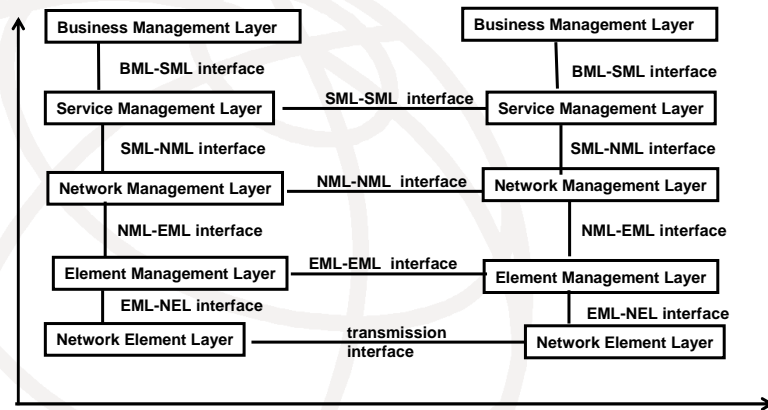 Business Management Layer
Business Management Layer
BML-SML interface
BML-SML interface
Service Management Layer
SML-SML interface
Service Management Layer
SML-NML interface
SML-NML interface
Network Management Layer
NML-NML interface
Network Management Layer
NML-EML interface
NML-EML interface
Element Management Layer
EML-EML interface
Element Management Layer
EML-NEL interface
EML-NEL interface
Network Element Layer
transmission
interface
Network Element Layer